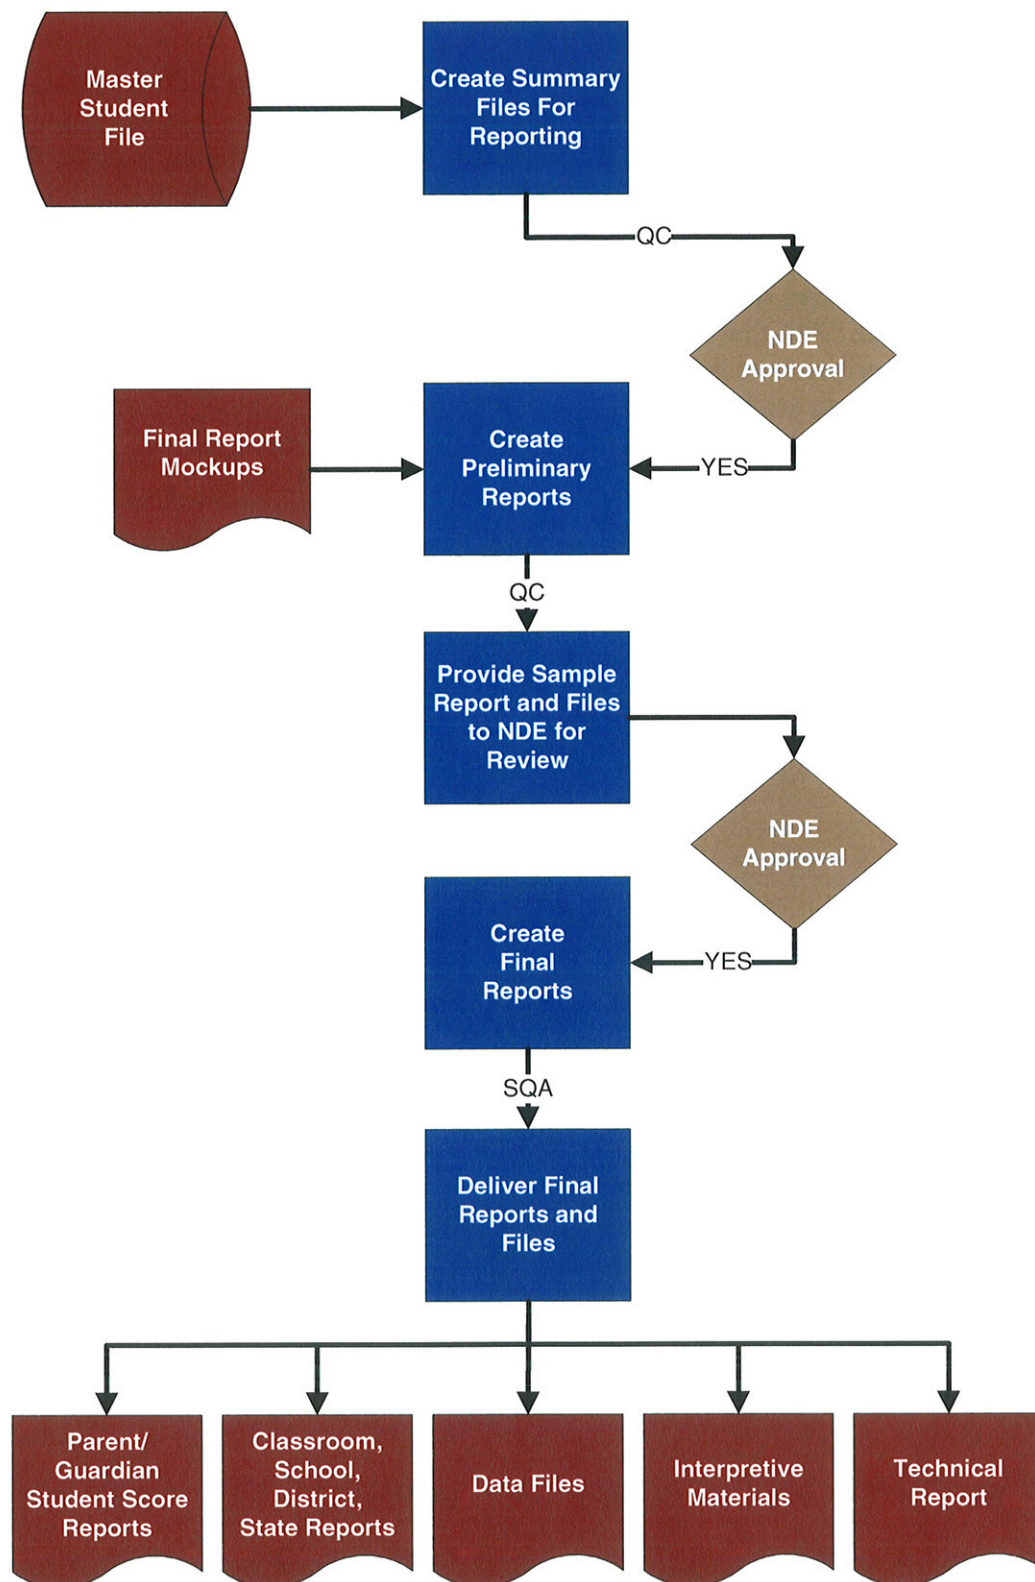 Master
Student
File
Create Summary
Files For
Reporting
QC
NDE
Approval
YES
Final Report
Mockups
Create
Preliminary
Reports
QC
Provide Sample
Report and Files
to NDE for
Review
NDE
Approval
YES
Create
Final
Reports
SQA
Deliver Final
Reports and
Files
Parent/
Guardian
Student Score
Reports
Classroom,
School,
District,
State Reports
Data Files
Interpretive
Materials
Technical
Report